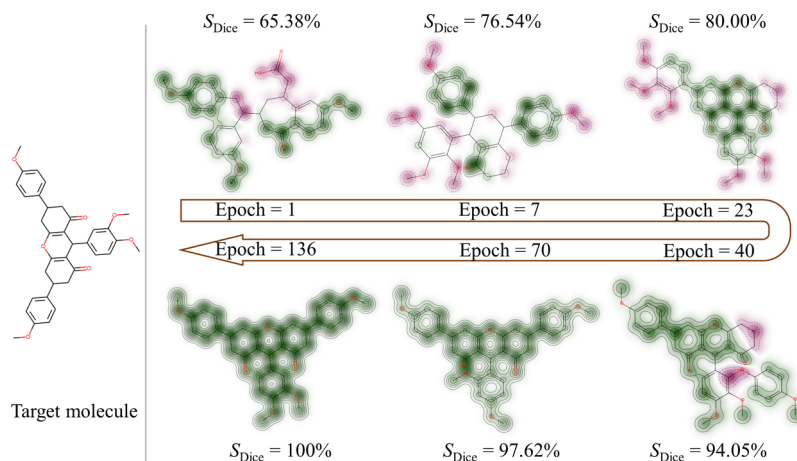 S_Dice = 65.38% S_Dice = 76.54% S_Dice = 80.00%
Epoch = 1 Epoch = 7 Epoch = 23
Epoch = 136 Epoch = 70 Epoch = 40
Target molecule
S_Dice = 100% S_Dice = 97.62% S_Dice = 94.05%